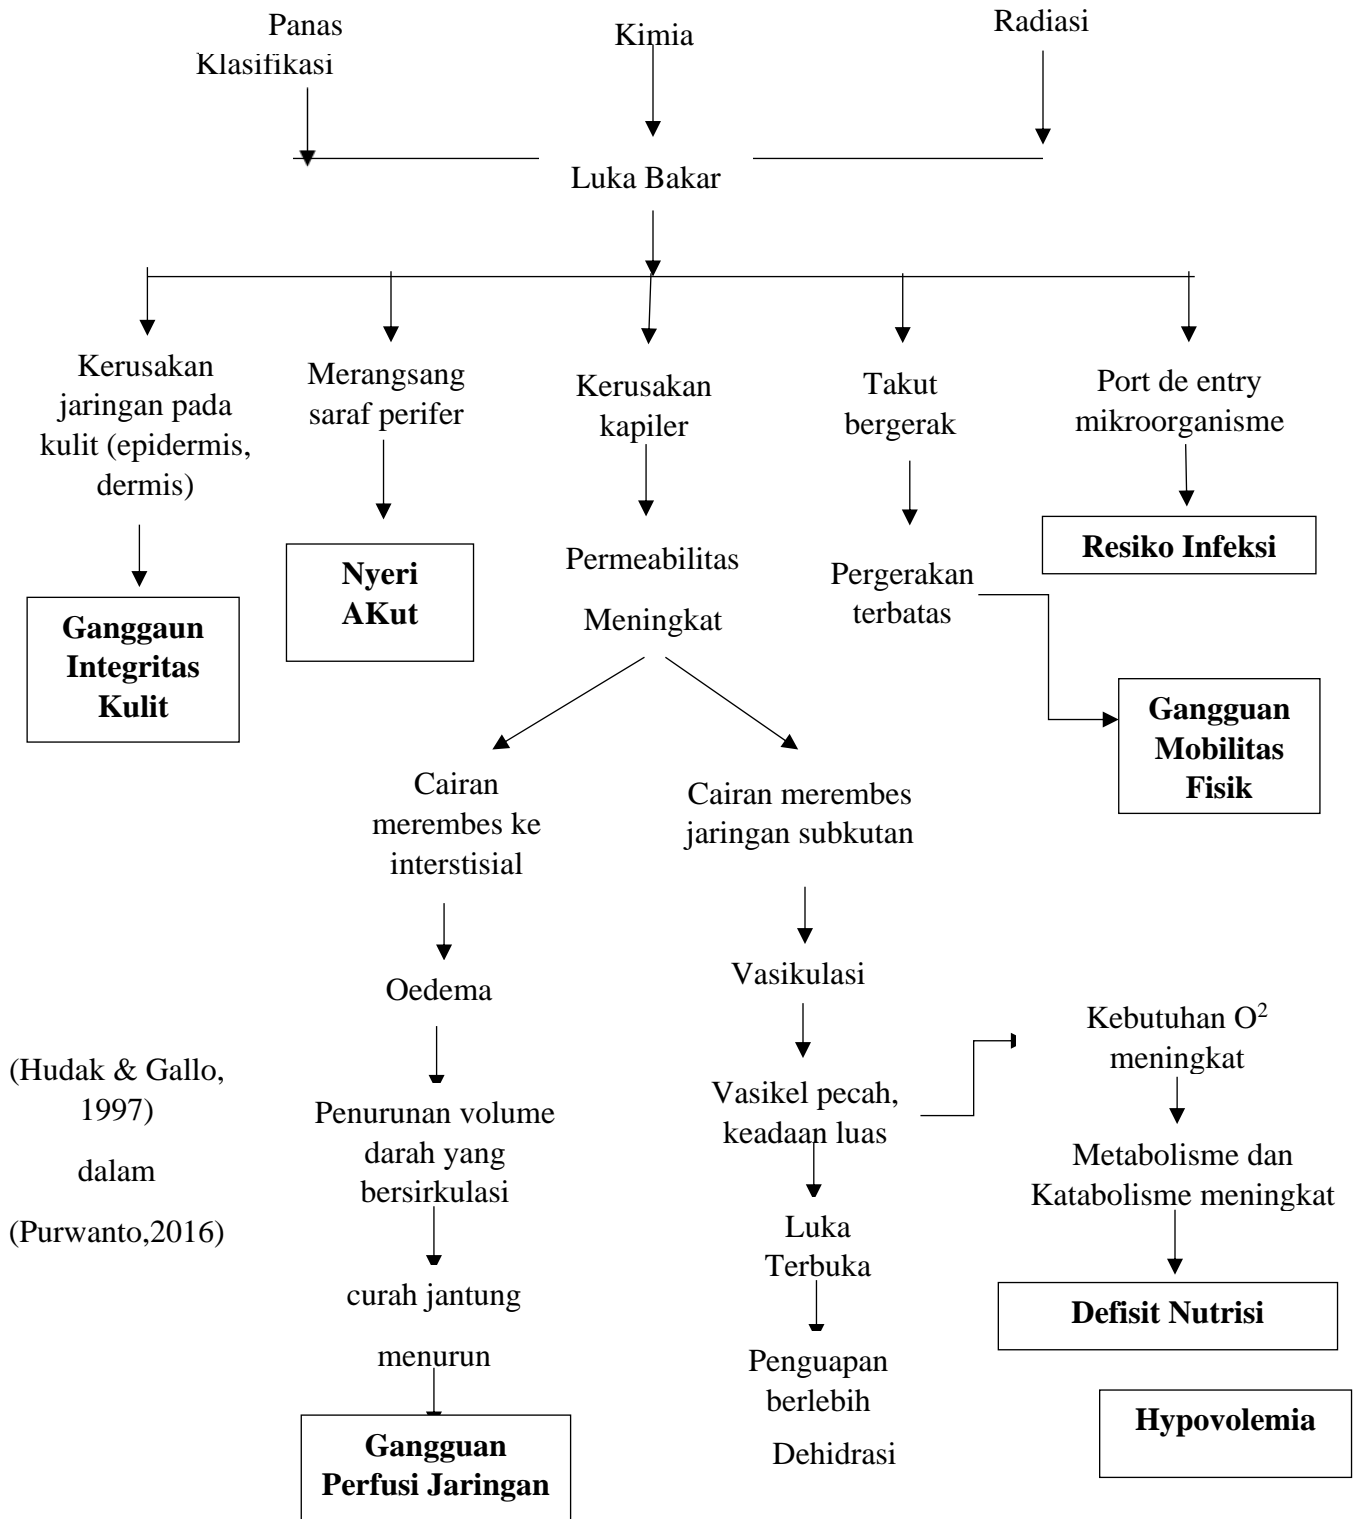 Panas
Klasifikasi
Kimia
Radiasi
Luka Bakar
Kerusakan
jaringan pada
kulit (epidermis,
dermis)
Merangsang
saraf perifer
Kerusakan
kapiler
Takut
bergerak
Port de entry
mikroorganisme
Ganggaun
Integritas
Kulit
Nyeri
AKut
Permeabilitas
Meningkat
Pergerakan
terbatas
Resiko Infeksi
Gangguan
Mobilitas
Fisik
Cairan
merembes ke
interstisial
Cairan merembes
jaringan subkutan
Oedema
Vasikulasi
Kebutuhan O²
meningkat
(Hudak & Gallo,
1997)
dalam
(Purwanto,2016)
Penurunan volume
darah yang
bersirkulasi
Vasikel pecah,
keadaan luas
Metabolisme dan
Katabolisme meningkat
curah jantung
menurun
Luka
Terbuka
Defisit Nutrisi
Penguapan
berlebih
Dehidrasi
Hypovolemia
Gangguan
Perfusi Jaringan